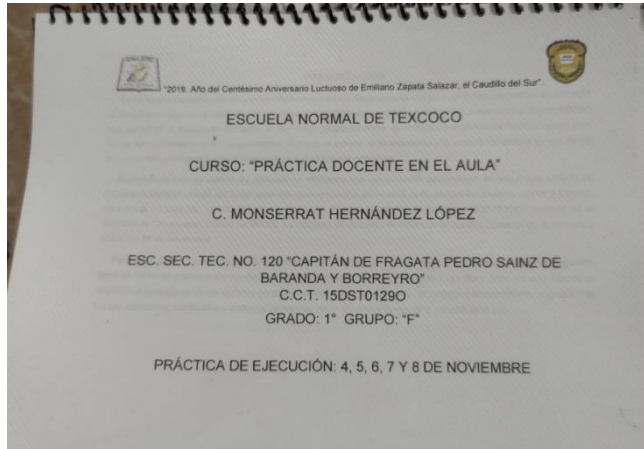 "2019. Año del Centésimo Aniversario Luctuoso de Emiliano Zapata Salazar, el Caudillo del Sur".
ESCUELA NORMAL DE TEXCOCO
CURSO: "PRÁCTICA DOCENTE EN EL AULA"
C. MONSERRAT HERNÁNDEZ LÓPEZ
ESC. SEC. TEC. NO. 120 "CAPITÁN DE FRAGATA PEDRO SAINZ DE
BARANDA Y BORREYRO"
C.C.T. 15DST0129O
GRADO: 1° GRUPO: "F"
PRÁCTICA DE EJECUCIÓN: 4, 5, 6, 7 Y 8 DE NOVIEMBRE